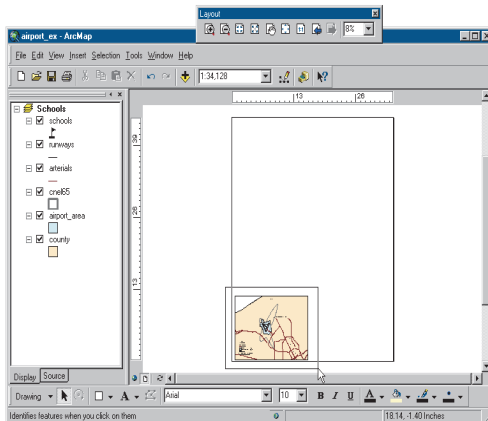 Layout
8%
airport_ex - ArcMap
File Edit View Insert Selection Tools Window Help
1:34,128
Schools
schools
runways
arterials
cnel65
airport_area
county
13 26
39
26
13
Display Source
Drawing A Arial 10 B I U A
Identifies features when you click on them 18.14, -1.40 Inches